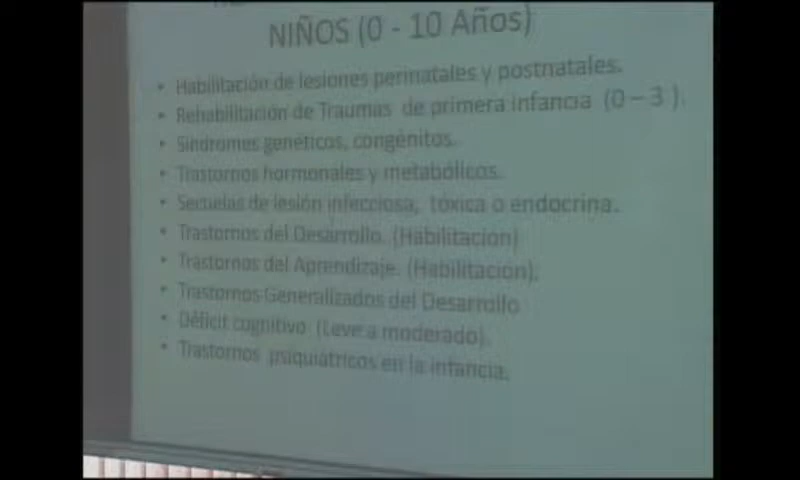 NIÑOS (0 - 10 Años)
• Habilitación de lesiones perinatales y postnatales.
• Rehabilitación de Traumas de primera infancia (0 – 3 ).
• Síndromes genéticos, congénitos.
• Trastornos hormonales y metabólicos.
• Secuelas de lesión infecciosa, tóxica o endocrina.
• Trastornos del Desarrollo. (Habilitación)
• Trastornos del Aprendizaje. (Habilitación).
• Trastornos Generalizados del Desarrollo
• Déficit cognitivo (Leve a moderado).
• Trastornos psiquiátricos en la infancia.